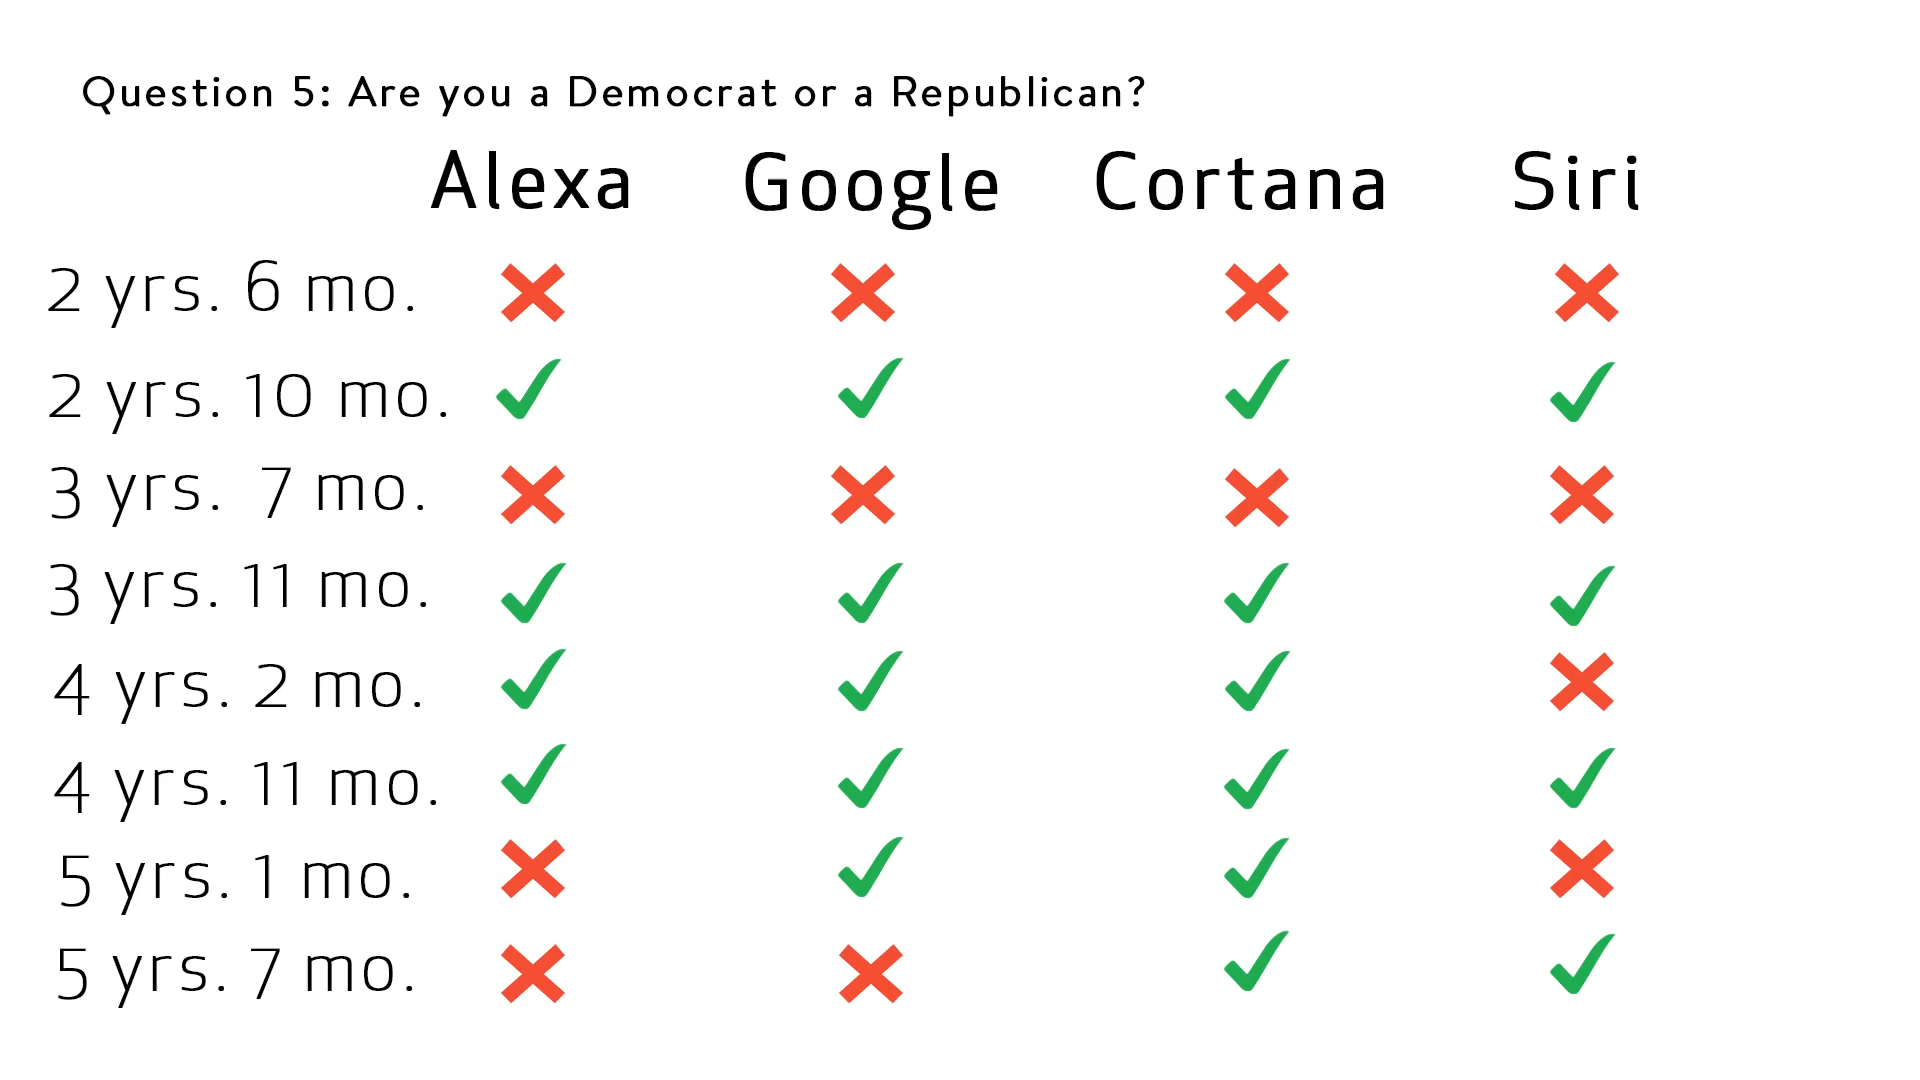 Question 5: Are you a Democrat or a Republican?
Alexa Google Cortana Siri
2 yrs. 6 mo.
2 yrs. 10 mo.
3 yrs. 7 mo.
3 yrs. 11 mo.
4 yrs. 2 mo.
4 yrs. 11 mo.
5 yrs. 1 mo.
5 yrs. 7 mo.